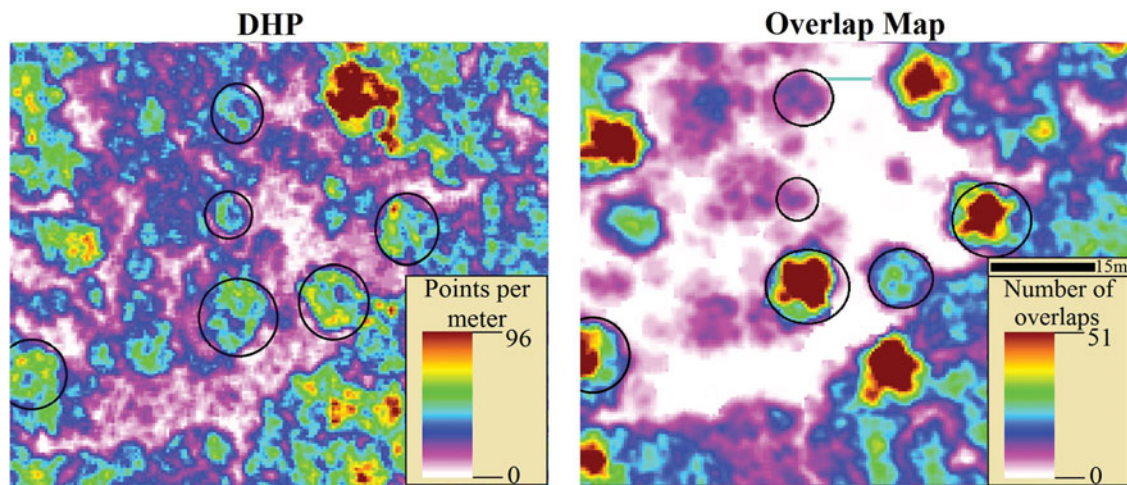 DHP
Overlap Map
Points per
meter
96
0
15m
Number of
overlaps
51
0